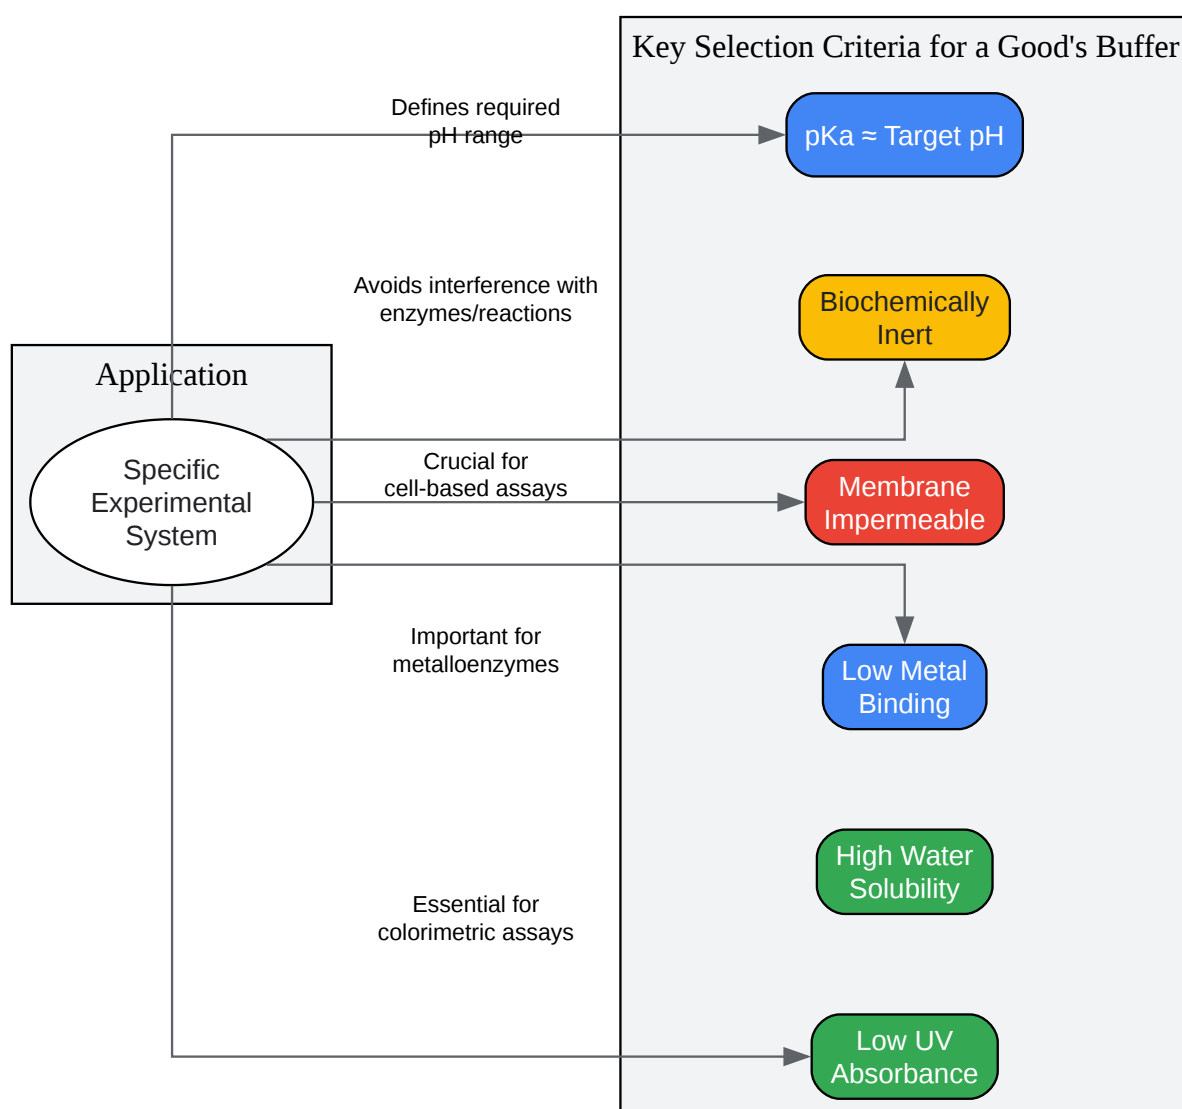 Key Selection Criteria for a Good's Buffer
Defines required
pH range
pKa ≈ Target pH
Avoids interference with
enzymes/reactions
Biochemically
Inert
Application
Specific
Experimental
System
Crucial for
cell-based assays
Membrane
Impermeable
Important for
metalloenzymes
Low Metal
Binding
High Water
Solubility
Essential for
colorimetric assays
Low UV
Absorbance